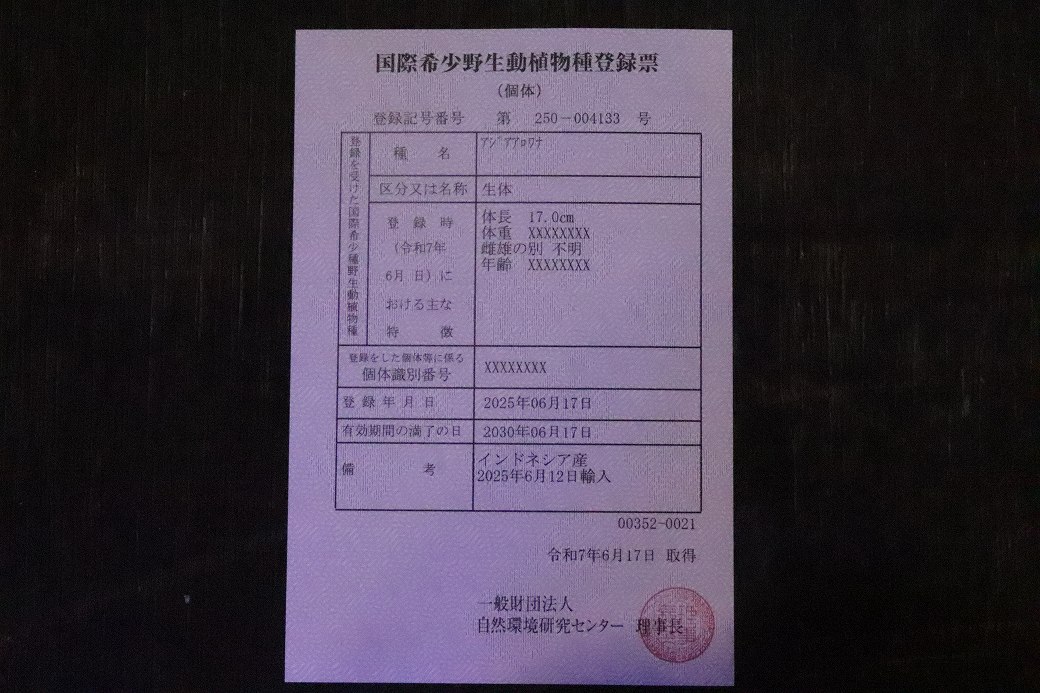 国際希少野生動植物種登録票
（個体）
登録記号番号 第 250－004133 号
登録を受けた国際希少種野生動植物種
種 名 アジアアロワナ
区分又は名称 生体
登 録 時
（令和7年
6月 日）に
おける主な
特 徴
体長 17.0cm
体重 XXXXXXXX
雌雄の別 不明
年齢 XXXXXXXX
登録をした個体等に係る
個体識別番号 XXXXXXXX
登 録 年 月 日 2025年06月17日
有効期間の満了の日 2030年06月17日
備 考
インドネシア産
2025年6月12日輸入
00352-0021
令和7年6月17日 取得
一般財団法人
自然環境研究センター 理事長